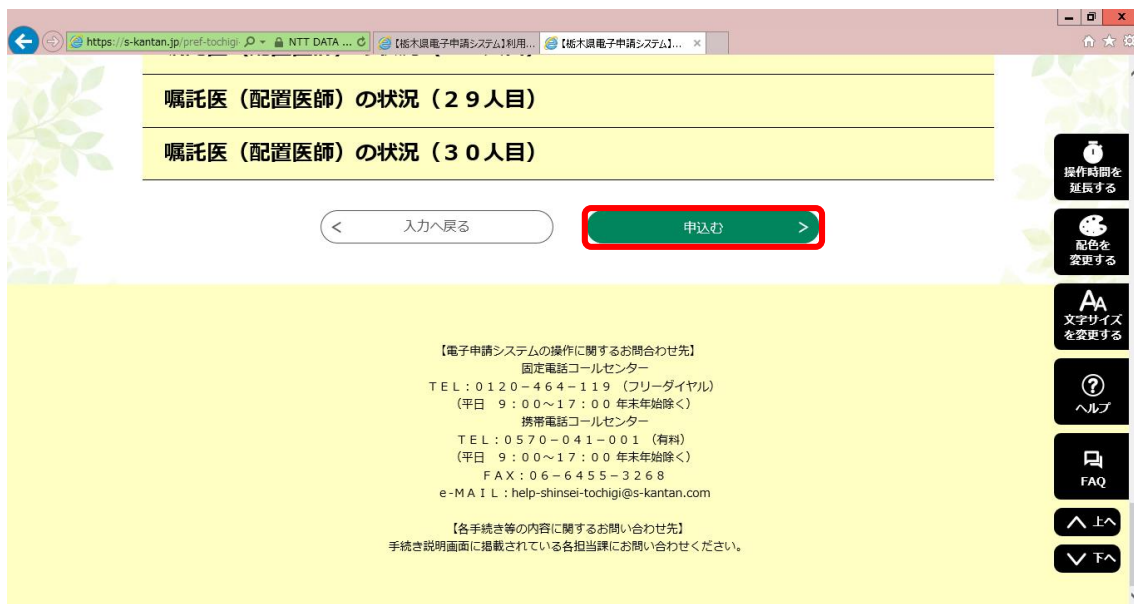 https://s-kantan.jp/pref-tochigi- NTT DATA ... 【栃木県電子申請システム】利用... 【栃木県電子申請システム】...
嘱託医（配置医師）の状況（２９人目）
嘱託医（配置医師）の状況（３０人目）
操作時間を
延長する
< 入力へ戻る
申込む >
配色を
変更する
AA
文字サイズ
を変更する
【電子申請システムの操作に関するお問合わせ先】
固定電話コールセンター
ＴＥＬ：０１２０－４６４－１１９ （フリーダイヤル）
（平日　９：００～１７：００ 年末年始除く）
携帯電話コールセンター
ＴＥＬ：０５７０－０４１－００１ （有料）
（平日　９：００～１７：００ 年末年始除く）
ＦＡＸ：０６－６４５５－３２６８
e-ＭＡＩＬ：help-shinsei-tochigi@s-kantan.com
?
ヘルプ
FAQ
【各手続き等の内容に関するお問い合わせ先】
手続き説明画面に掲載されている各担当課にお問い合わせください。
上へ
下へ